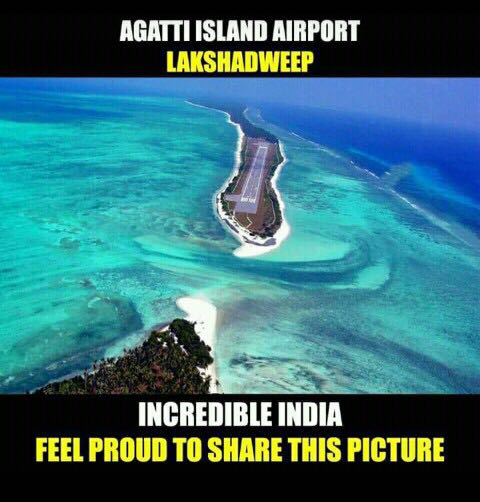 AGATTI ISLAND AIRPORT
LAKSHADWEEP
INCREDIBLE INDIA
FEEL PROUD TO SHARE THIS PICTURE